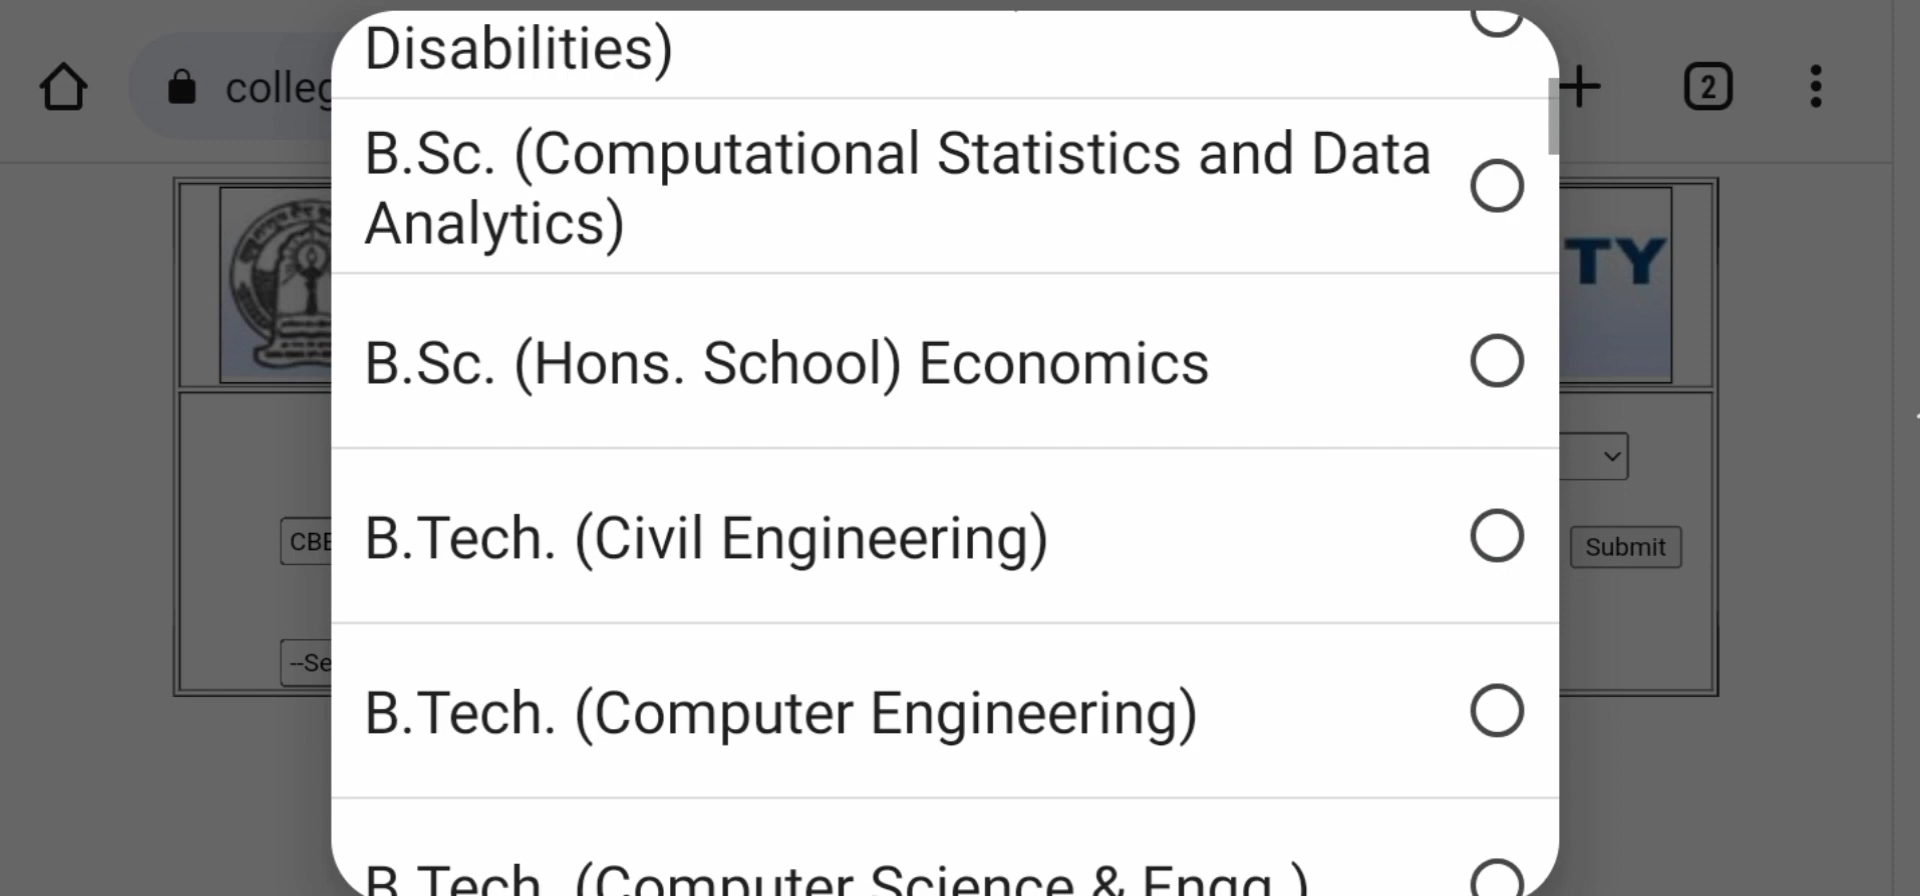 Disabilities)
colleg
2
B.Sc. (Computational Statistics and Data
Analytics)
TY
B.Sc. (Hons. School) Economics
B.Tech. (Civil Engineering)
CBE
Submit
--Se
B.Tech. (Computer Engineering)
B.Tech. (Computer Science & Engg.)